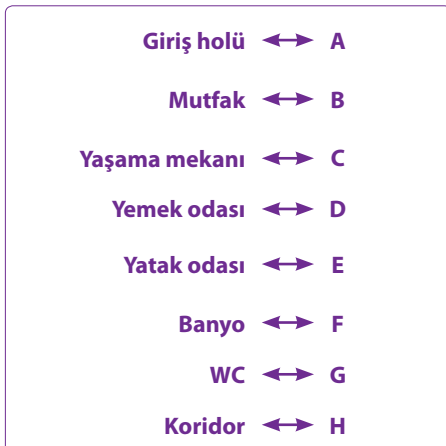 Giriş holü ↔ A
Mutfak ↔ B
Yaşama mekanı ↔ C
Yemek odası ↔ D
Yatak odası ↔ E
Banyo ↔ F
WC ↔ G
Koridor ↔ H